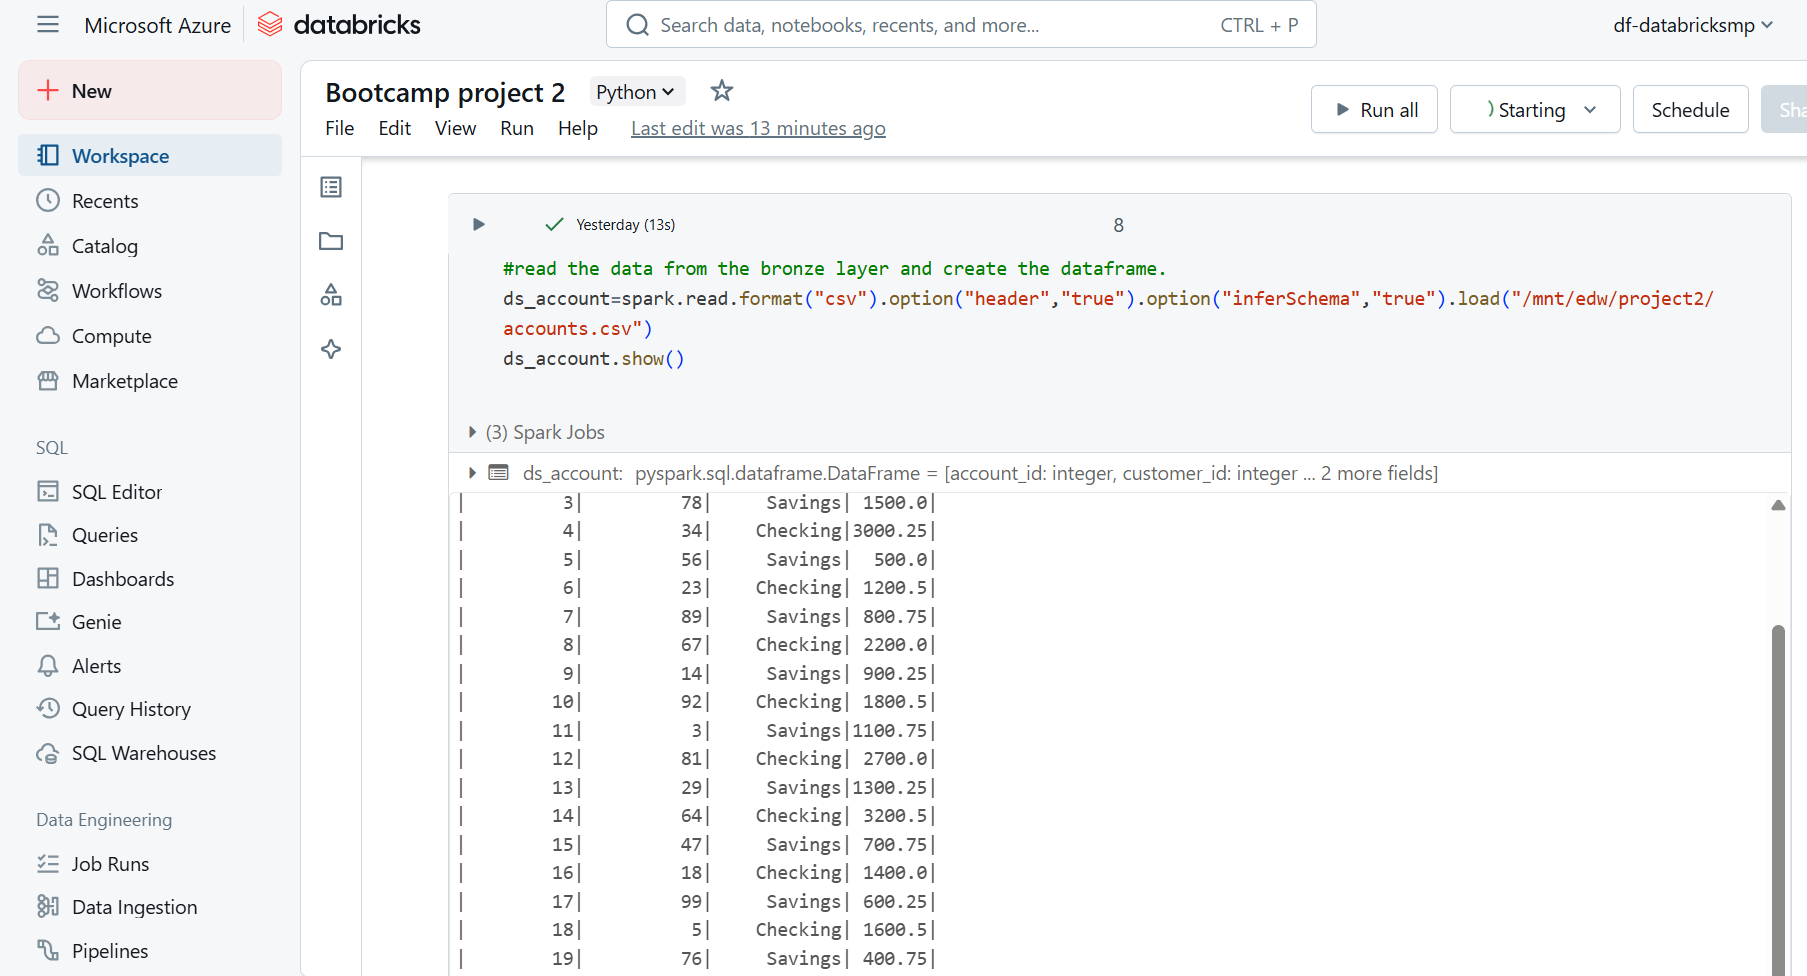 Microsoft Azure databricks
Search data, notebooks, recents, and more... CTRL + P
df-databricksmp
New
Workspace
Recents
Catalog
Workflows
Compute
Marketplace
SQL
SQL Editor
Queries
Dashboards
Genie
Alerts
Query History
SQL Warehouses
Data Engineering
Job Runs
Data Ingestion
Pipelines
Bootcamp project 2 Python
File Edit View Run Help Last edit was 13 minutes ago
Run all Starting Schedule
Yesterday (13s) 8
#read the data from the bronze layer and create the dataframe.
ds_account=spark.read.format("csv").option("header","true").option("inferSchema","true").load("/mnt/edw/project2/
accounts.csv")
ds_account.show()
(3) Spark Jobs
ds_account: pyspark.sql.dataframe.DataFrame = [account_id: integer, customer_id: integer ... 2 more fields]
| 3| 78| Savings| 1500.0|
| 4| 34| Checking|3000.25|
| 5| 56| Savings| 500.0|
| 6| 23| Checking| 1200.5|
| 7| 89| Savings| 800.75|
| 8| 67| Checking| 2200.0|
| 9| 14| Savings| 900.25|
| 10| 92| Checking| 1800.5|
| 11| 3| Savings|1100.75|
| 12| 81| Checking| 2700.0|
| 13| 29| Savings|1300.25|
| 14| 64| Checking| 3200.5|
| 15| 47| Savings| 700.75|
| 16| 18| Checking| 1400.0|
| 17| 99| Savings| 600.25|
| 18| 5| Checking| 1600.5|
| 19| 76| Savings| 400.75|